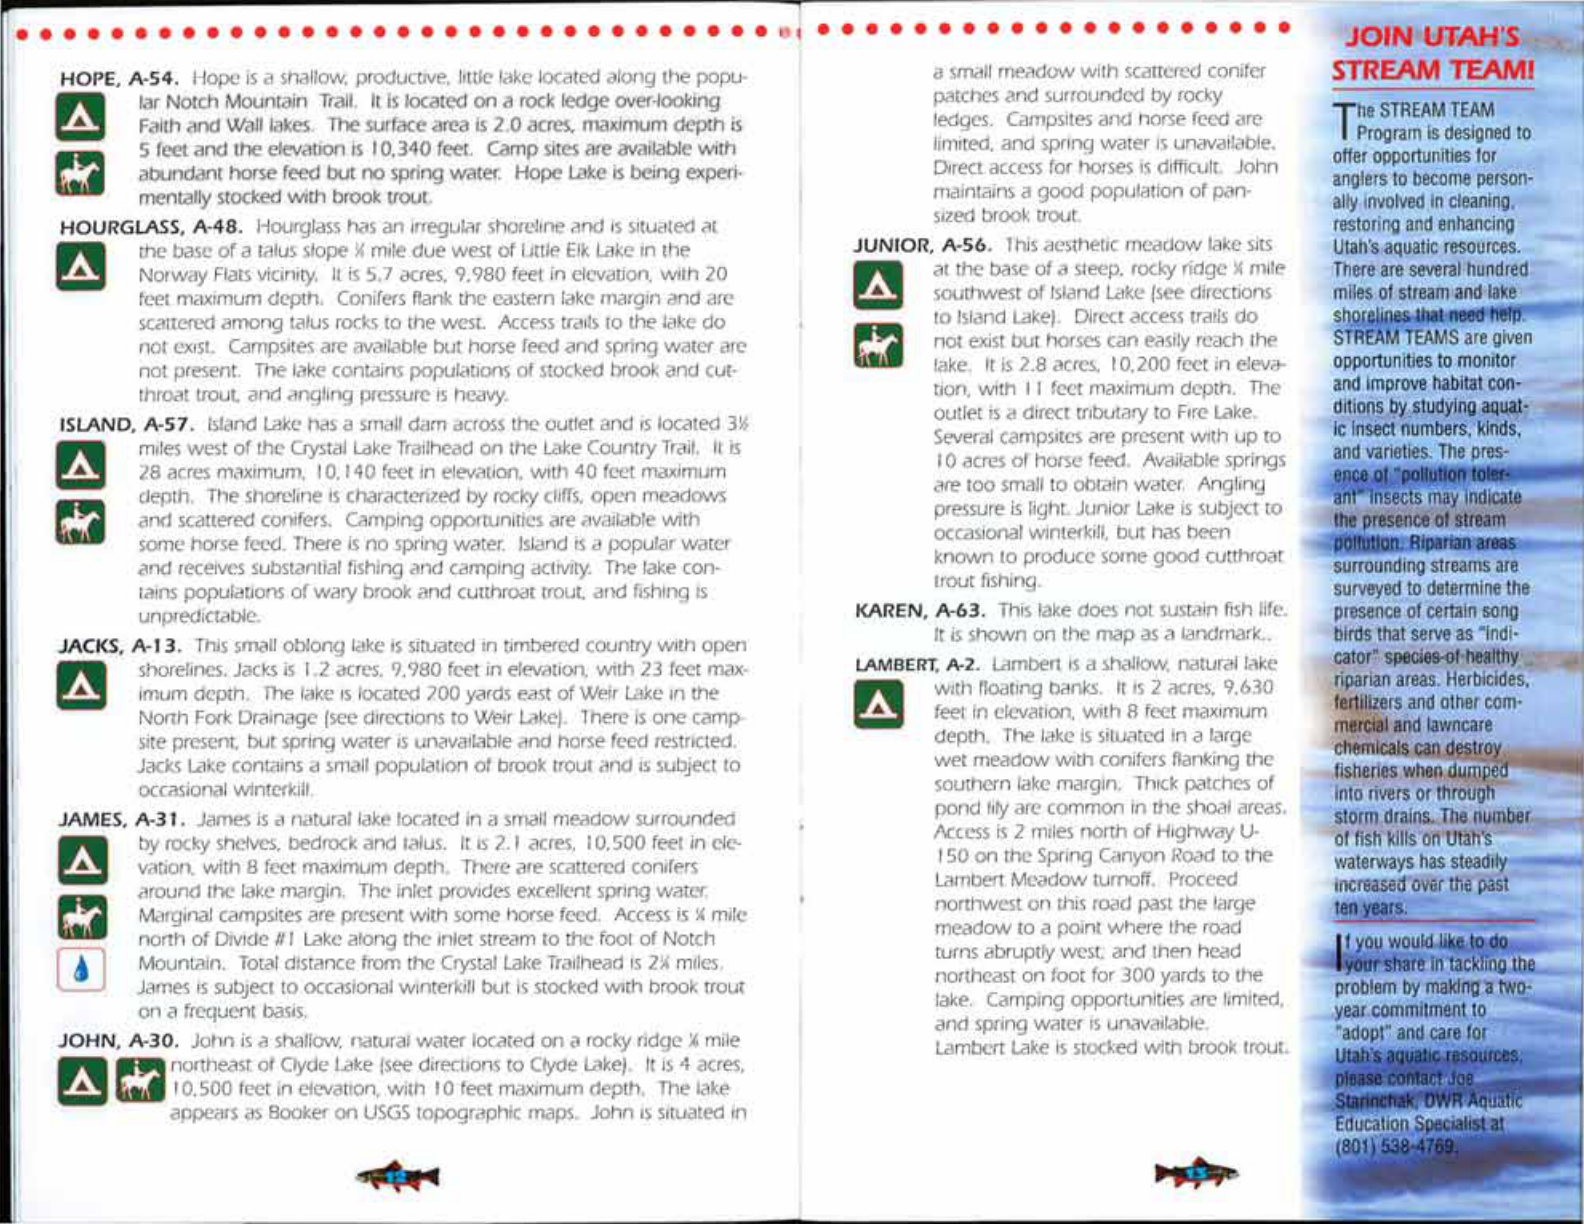 HOPE, A-54. Hope is a shallow, productive, little lake located along the popu-
lar Notch Mountain Trail. It is located on a rock ledge over-looking
Faith and Wall lakes. The surface area is 2.0 acres, maximum depth is
5 feet and the elevation is 10,340 feet. Camp sites are available with
abundant horse feed but no spring water. Hope Lake is being experi-
mentally stocked with brook trout.
HOURGLASS, A-48. Hourglass has an irregular shoreline and is situated at
the base of a talus slope mile due west of Little Elk Lake in the
Norway Flats vicinity. It is 5.7 acres, 9,980 feet in elevation, with 20
feet maximum depth. Conifers flank the eastern lake margin and are
scattered among talus rocks to the west. Access trails to the lake do
not exist. Campsites are available but horse feed and spring water are
not present. The lake contains populations of stocked brook and cut-
throat trout, and angling pressure is heavy.
ISLAND, A-57. Island Lake has a small dam across the outlet and is located 3½
miles west of the Crystal Lake Trailhead on the Lake Country Trail. It is
28 acres maximum, 10,140 feet in elevation, with 40 feet maximum
depth. The shoreline is characterized by rocky cliffs, open meadows
and scattered conifers. Camping opportunities are available with
some horse feed. There is no spring water. Island is a popular water
and receives substantial fishing and camping activity. The lake con-
tains populations of wary brook and cutthroat trout, and fishing is
unpredictable.
JACKS, A-13. This small oblong lake is situated in timbered country with open
shorelines. Jacks is 1.2 acres, 9,980 feet in elevation, with 23 feet max-
imum depth. The lake is located 200 yards east of Weir Lake in the
North Fork Drainage (see directions to Weir Lake). There is one camp-
site present, but spring water is unavailable and horse feed restricted.
Jacks Lake contains a small population of brook trout and is subject to
occasional winterkill.
JAMES, A-31. James is a natural lake located in a small meadow surrounded
by rocky shelves, bedrock and talus. It is 2.1 acres, 10,500 feet in ele-
vation, with 8 feet maximum depth. There are scattered conifers
around the lake margin. The inlet provides excellent spring water.
Marginal campsites are present with some horse feed. Access is mile
north of Divide #1 Lake along the inlet stream to the foot of Notch
Mountain. Total distance from the Crystal Lake Trailhead is miles.
James is subject to occasional winterkill but is stocked with brook trout
on a frequent basis.
JOHN, A-30. John is a shallow, natural water located on a rocky ridge mile
northeast of Clyde Lake (see directions to Clyde Lake). It is 4 acres,
10,500 feet in elevation, with 10 feet maximum depth. The lake
appears as Booker on USGS topographic maps. John is situated in
12
a small meadow with scattered conifer
patches and surrounded by rocky
ledges. Campsites and horse feed are
limited, and spring water is unavailable.
Direct access for horses is difficult. John
maintains a good population of pan-
sized brook trout.
JUNIOR, A-56. This aesthetic meadow lake sits
at the base of a steep, rocky ridge mile
southwest of Island Lake (see directions
to Island Lake). Direct access trails do
not exist but horses can easily reach the
lake. It is 2.8 acres, 10,200 feet in eleva-
tion, with 11 feet maximum depth. The
outlet is a direct tributary to Fire Lake.
Several campsites are present with up to
10 acres of horse feed. Available springs
are too small to obtain water. Angling
pressure is light. Junior Lake is subject to
occasional winterkill, but has been
known to produce some good cutthroat
trout fishing.
KAREN, A-63. This lake does not sustain fish life.
It is shown on the map as a landmark..
LAMBERT, A-2. Lambert is a shallow, natural lake
with floating banks. It is 2 acres, 9,630
feet in elevation, with 8 feet maximum
depth. The lake is situated in a large
wet meadow with conifers flanking the
southern lake margin. Thick patches of
pond lily are common in the shoal areas.
Access is 2 miles north of Highway U-
150 on the Spring Canyon Road to the
Lambert Meadow turnoff. Proceed
northwest on this road past the large
meadow to a point where the road
turns abruptly west; and then head
northeast on foot for 300 yards to the
lake. Camping opportunities are limited,
and spring water is unavailable.
Lambert Lake is stocked with brook trout.
13
JOIN UTAH'S
STREAM TEAM!
The STREAM TEAM
Program is designed to
offer opportunities for
anglers to become person-
ally involved in cleaning,
restoring and enhancing
Utah's aquatic resources.
There are several hundred
miles of stream and lake
shorelines that need help.
STREAM TEAMS are given
opportunities to monitor
and improve habitat con-
ditions by studying aquat-
ic insect numbers, kinds,
and varieties. The pres-
ence of "pollution toler-
ant" insects may indicate
the presence of stream
pollution. Riparian areas
surrounding streams are
surveyed to determine the
presence of certain song
birds that serve as "indi-
cator" species of healthy
riparian areas. Herbicides,
fertilizers and other com-
mercial and lawncare
chemicals can destroy
fisheries when dumped
into rivers or through
storm drains. The number
of fish kills on Utah's
waterways has steadily
increased over the past
ten years.
If you would like to do
your share in tackling the
problem by making a two-
year commitment to
"adopt" and care for
Utah's aquatic resources,
please contact Joe
Starinchak, DWR Aquatic
Education Specialist at
(801) 538-4769.